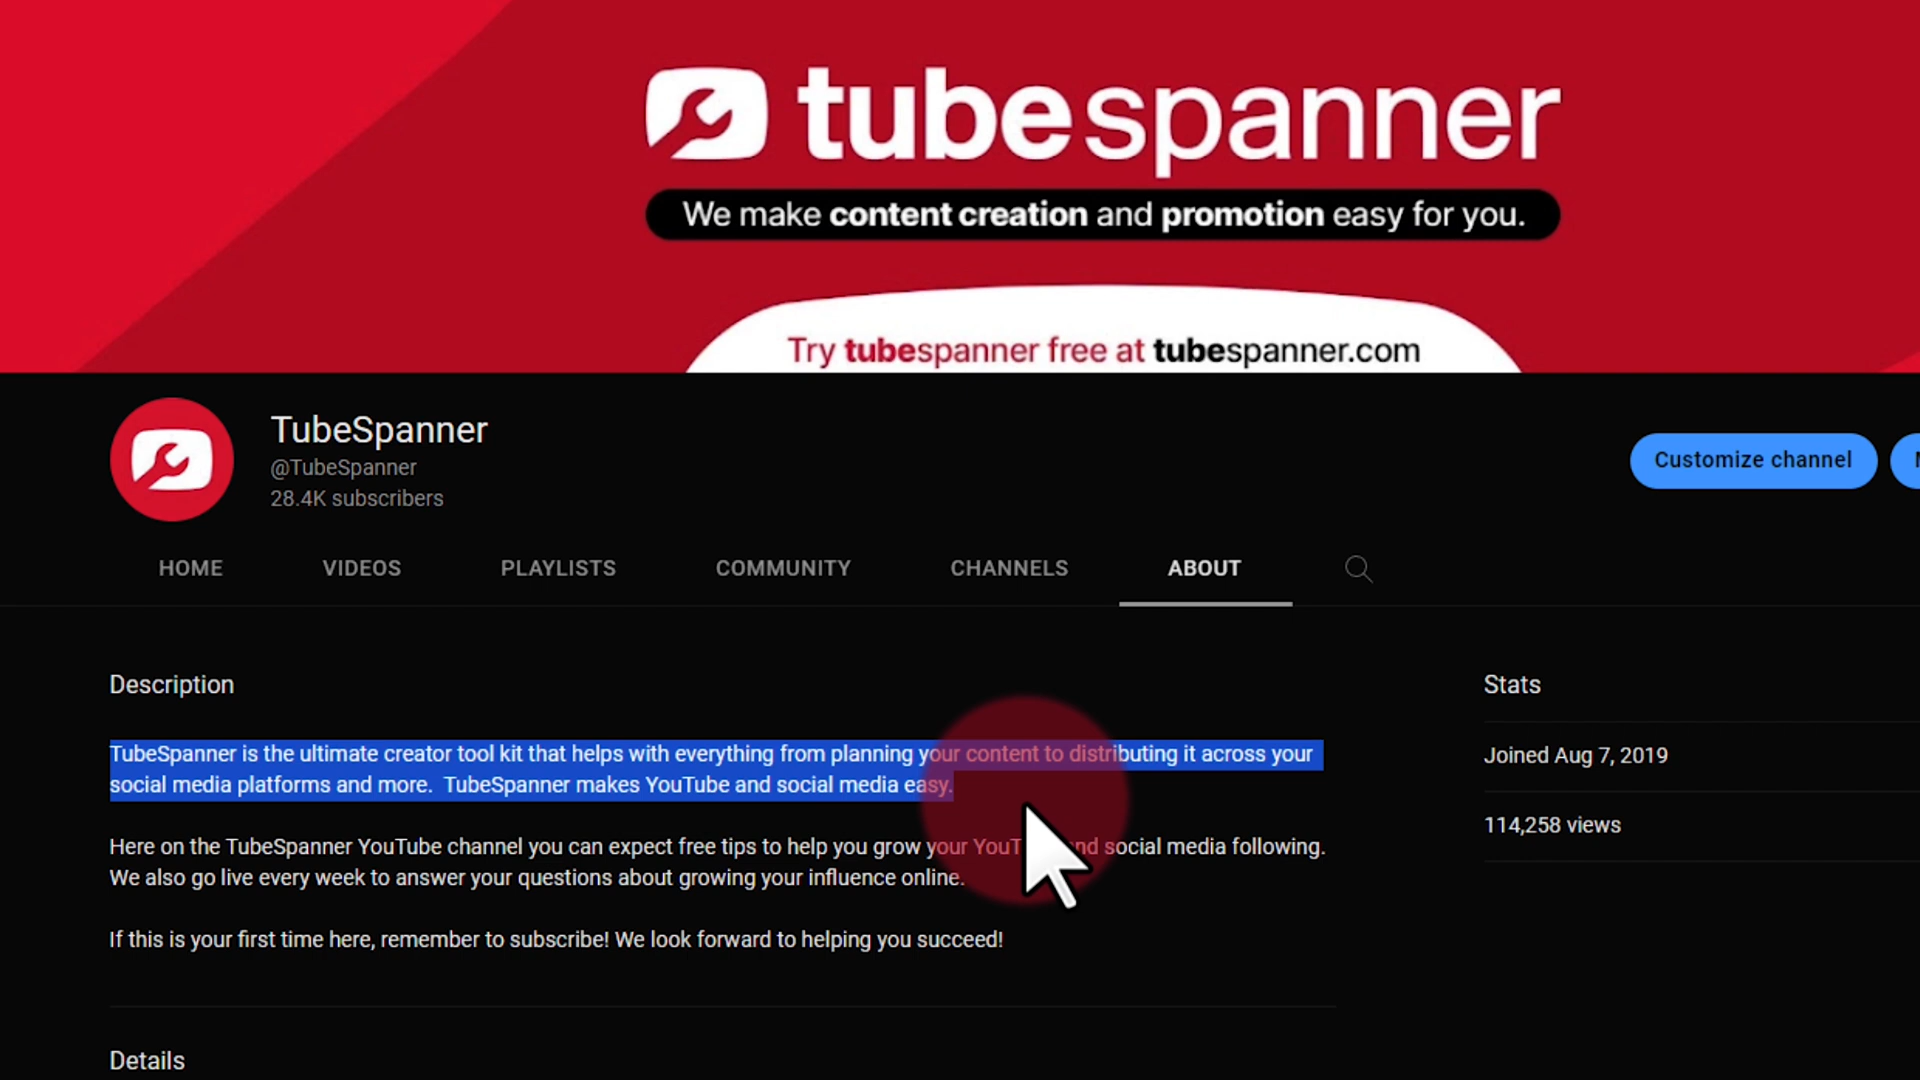 tubespanner
We make content creation and promotion easy for you.
Try tubespanner free at tubespanner.com
TubeSpanner
@TubeSpanner
28.4K subscribers
Customize channel
HOME VIDEOS PLAYLISTS COMMUNITY CHANNELS ABOUT
Description
TubeSpanner is the ultimate creator tool kit that helps with everything from planning your content to distributing it across your
social media platforms and more. TubeSpanner makes YouTube and social media easy.
Here on the TubeSpanner YouTube channel you can expect free tips to help you grow your social media following.
We also go live every week to answer your questions about growing your influence online.
If this is your first time here, remember to subscribe! We look forward to helping you succeed!
Stats
Joined Aug 7, 2019
114,258 views
Details